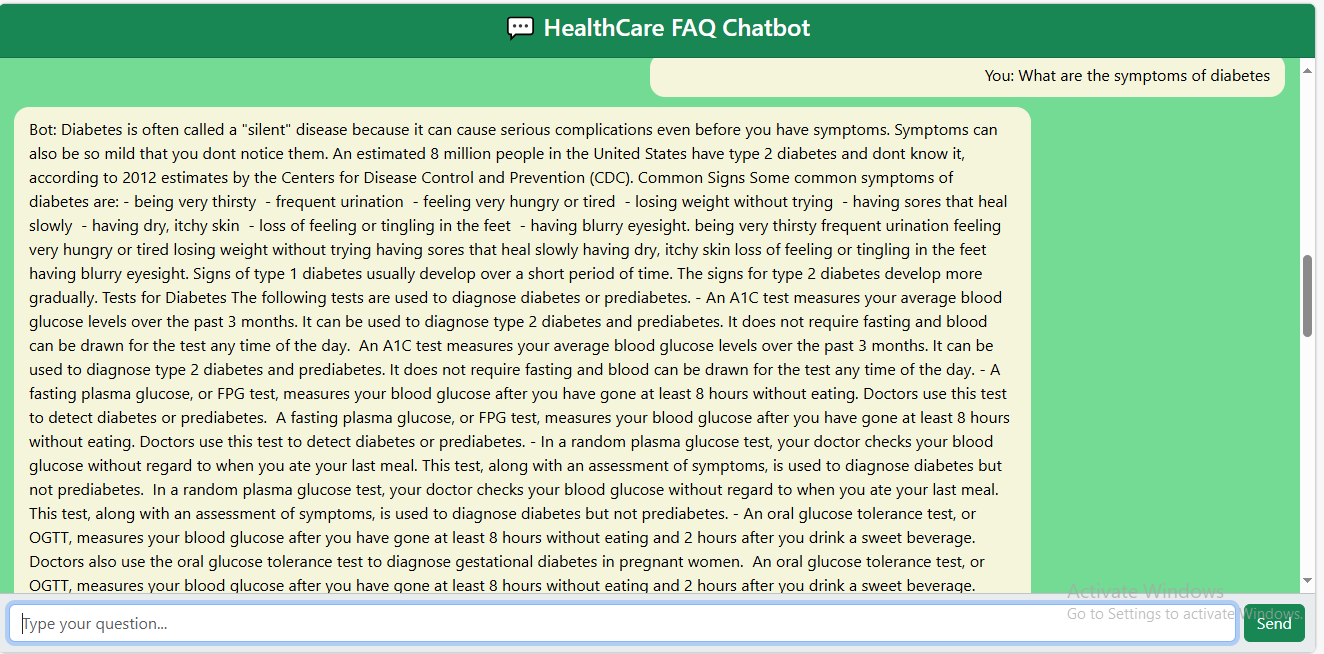 HealthCare FAQ Chatbot
You: What are the symptoms of diabetes
Bot: Diabetes is often called a "silent" disease because it can cause serious complications even before you have symptoms. Symptoms can
also be so mild that you dont notice them. An estimated 8 million people in the United States have type 2 diabetes and dont know it,
according to 2012 estimates by the Centers for Disease Control and Prevention (CDC). Common Signs Some common symptoms of
diabetes are: - being very thirsty - frequent urination - feeling very hungry or tired - losing weight without trying - having sores that heal
slowly - having dry, itchy skin - loss of feeling or tingling in the feet - having blurry eyesight. being very thirsty frequent urination feeling
very hungry or tired losing weight without trying having sores that heal slowly having dry, itchy skin loss of feeling or tingling in the feet
having blurry eyesight. Signs of type 1 diabetes usually develop over a short period of time. The signs for type 2 diabetes develop more
gradually. Tests for Diabetes The following tests are used to diagnose diabetes or prediabetes. - An A1C test measures your average blood
glucose levels over the past 3 months. It can be used to diagnose type 2 diabetes and prediabetes. It does not require fasting and blood
can be drawn for the test any time of the day. An A1C test measures your average blood glucose levels over the past 3 months. It can be
used to diagnose type 2 diabetes and prediabetes. It does not require fasting and blood can be drawn for the test any time of the day. - A
fasting plasma glucose, or FPG test, measures your blood glucose after you have gone at least 8 hours without eating. Doctors use this test
to detect diabetes or prediabetes. A fasting plasma glucose, or FPG test, measures your blood glucose after you have gone at least 8 hours
without eating. Doctors use this test to detect diabetes or prediabetes. - In a random plasma glucose test, your doctor checks your blood
glucose without regard to when you ate your last meal. This test, along with an assessment of symptoms, is used to diagnose diabetes but
not prediabetes. In a random plasma glucose test, your doctor checks your blood glucose without regard to when you ate your last meal.
This test, along with an assessment of symptoms, is used to diagnose diabetes but not prediabetes. - An oral glucose tolerance test, or
OGTT, measures your blood glucose after you have gone at least 8 hours without eating and 2 hours after you drink a sweet beverage.
Doctors also use the oral glucose tolerance test to diagnose gestational diabetes in pregnant women. An oral glucose tolerance test, or
OGTT, measures your blood glucose after you have gone at least 8 hours without eating and 2 hours after you drink a sweet beverage.
Activate Windows
Go to Settings to activate Windows.
Type your question...
Send